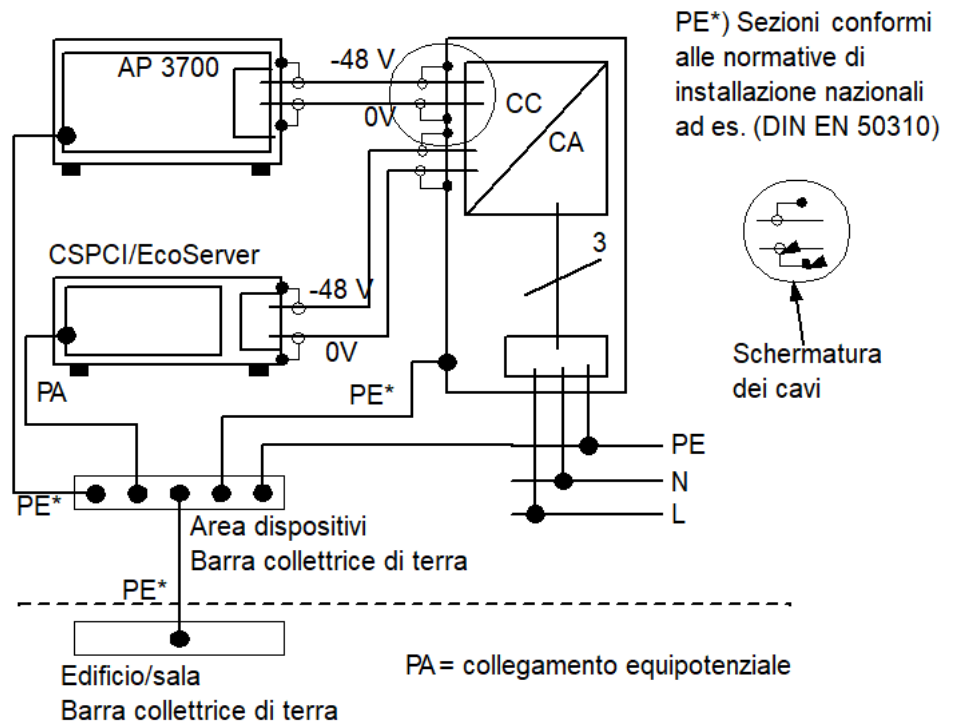 PE*) Sezioni conformi
alle normative di
installazione nazionali
ad es. (DIN EN 50310)
AP 3700
-48 V
0V
CC
CA
3
CSPCI/EcoServer
-48 V
0V
PA
PE*
Schermatura
dei cavi
PE
N
L
PE*
Area dispositivi
Barra collettrice di terra
PE*
Edificio/sala
Barra collettrice di terra
PA = collegamento equipotenziale